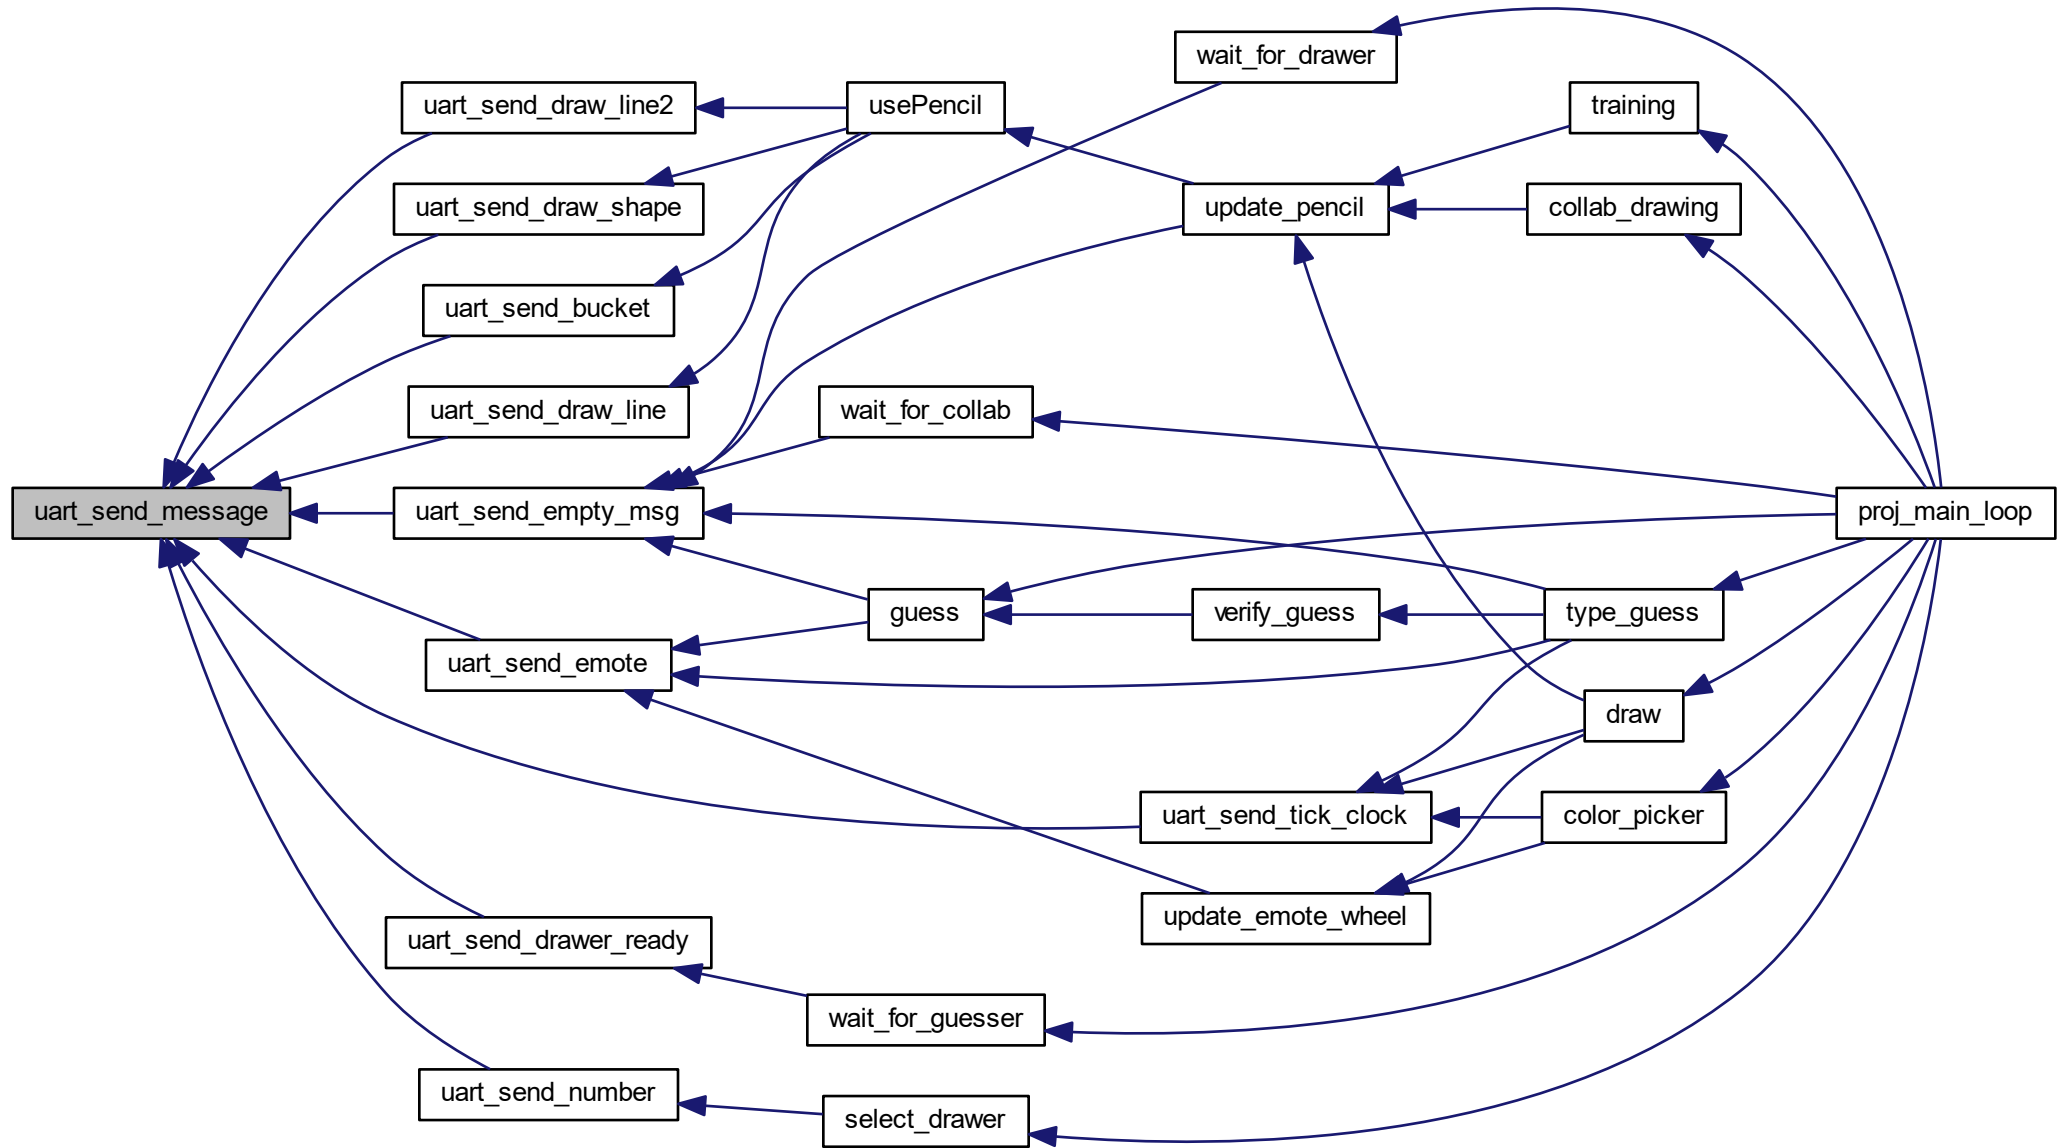 wait_for_drawer
uart_send_draw_line2
usePencil
training
uart_send_draw_shape
update_pencil
collab_drawing
uart_send_bucket
uart_send_draw_line
wait_for_collab
uart_send_message
uart_send_empty_msg
proj_main_loop
guess
verify_guess
type_guess
uart_send_emote
draw
uart_send_tick_clock
color_picker
update_emote_wheel
uart_send_drawer_ready
wait_for_guesser
uart_send_number
select_drawer